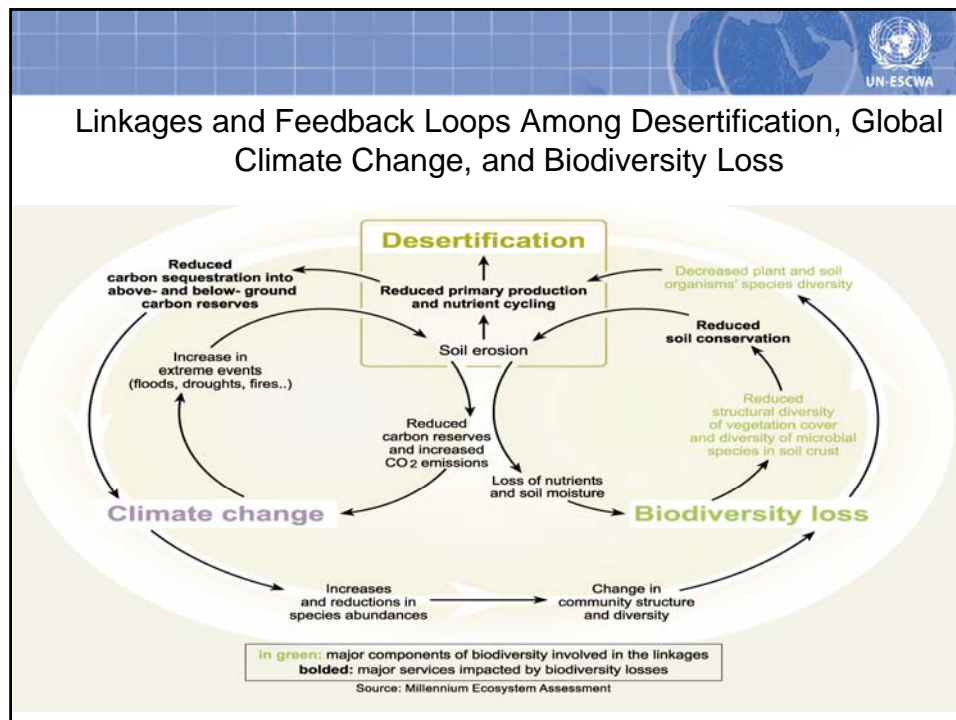 UN-ESCWA
Linkages and Feedback Loops Among Desertification, Global
Climate Change, and Biodiversity Loss
Desertification
Reduced
carbon sequestration into
above- and below- ground
carbon reserves
Reduced primary production
and nutrient cycling
Decreased plant and soil
organisms' species diversity
Soil erosion
Reduced
soil conservation
Increase in
extreme events
(floods, droughts, fires..)
Reduced
carbon reserves
and increased
CO2 emissions
Loss of nutrients
and soil moisture
Reduced
structural diversity
of vegetation cover
and diversity of microbial
species in soil crust
Climate change
Biodiversity loss
Increases
and reductions in
species abundances
Change in
community structure
and diversity
in green: major components of biodiversity involved in the linkages
bolded: major services impacted by biodiversity losses
Source: Millennium Ecosystem Assessment